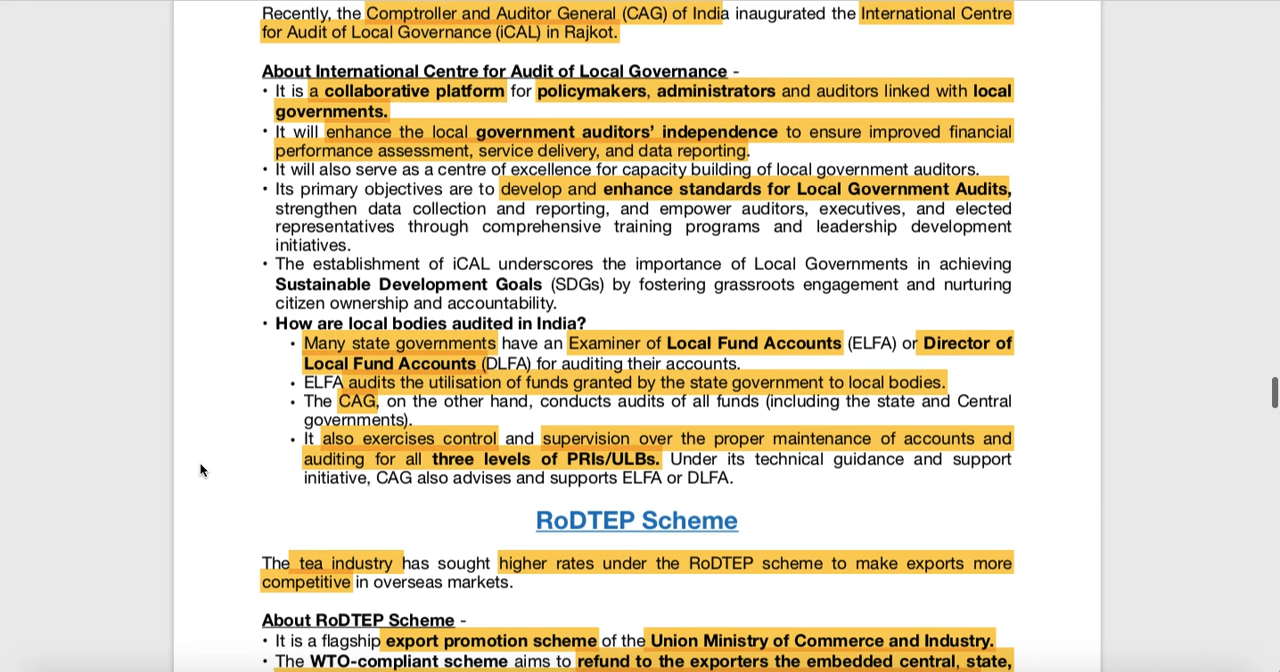 Recently, the Comptroller and Auditor General (CAG) of India inaugurated the International Centre
for Audit of Local Governance (iCAL) in Rajkot.
About International Centre for Audit of Local Governance -
• It is a collaborative platform for policymakers, administrators and auditors linked with local
governments.
• It will enhance the local government auditors’ independence to ensure improved financial
performance assessment, service delivery, and data reporting.
• It will also serve as a centre of excellence for capacity building of local government auditors.
• Its primary objectives are to develop and enhance standards for Local Government Audits,
strengthen data collection and reporting, and empower auditors, executives, and elected
representatives through comprehensive training programs and leadership development
initiatives.
• The establishment of iCAL underscores the importance of Local Governments in achieving
Sustainable Development Goals (SDGs) by fostering grassroots engagement and nurturing
citizen ownership and accountability.
• How are local bodies audited in India?
• Many state governments have an Examiner of Local Fund Accounts (ELFA) or Director of
Local Fund Accounts (DLFA) for auditing their accounts.
• ELFA audits the utilisation of funds granted by the state government to local bodies.
• The CAG, on the other hand, conducts audits of all funds (including the state and Central
governments).
• It also exercises control and supervision over the proper maintenance of accounts and
auditing for all three levels of PRIs/ULBs. Under its technical guidance and support
initiative, CAG also advises and supports ELFA or DLFA.
RoDTEP Scheme
The tea industry has sought higher rates under the RoDTEP scheme to make exports more
competitive in overseas markets.
About RoDTEP Scheme -
• It is a flagship export promotion scheme of the Union Ministry of Commerce and Industry.
• The WTO-compliant scheme aims to refund to the exporters the embedded central, state,